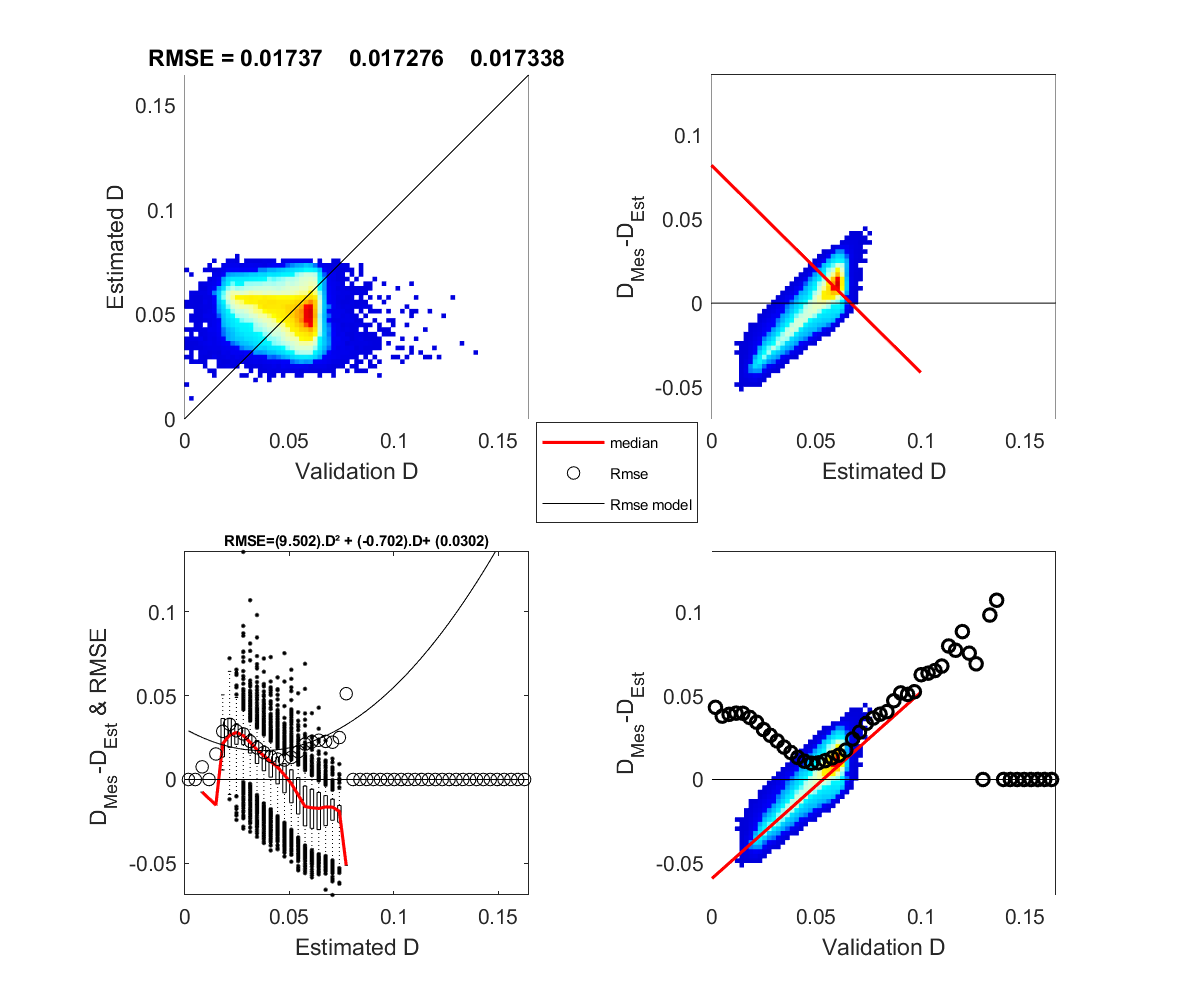 RMSE = 0.01737 0.017276 0.017338
0.15
0.1
0.05
0
Estimated D
0 0.05 0.1 0.15
Validation D
0.1
0.05
0
-0.05
D_Mes-D_Est
0 0.05 0.1 0.15
Estimated D
median
Rmse
Rmse model
RMSE=(9.502).D² + (-0.702).D+ (0.0302)
0.1
0.05
0
-0.05
D_Mes-D_Est & RMSE
0 0.05 0.1 0.15
Estimated D
0.1
0.05
0
-0.05
D_Mes-D_Est
0 0.05 0.1 0.15
Validation D